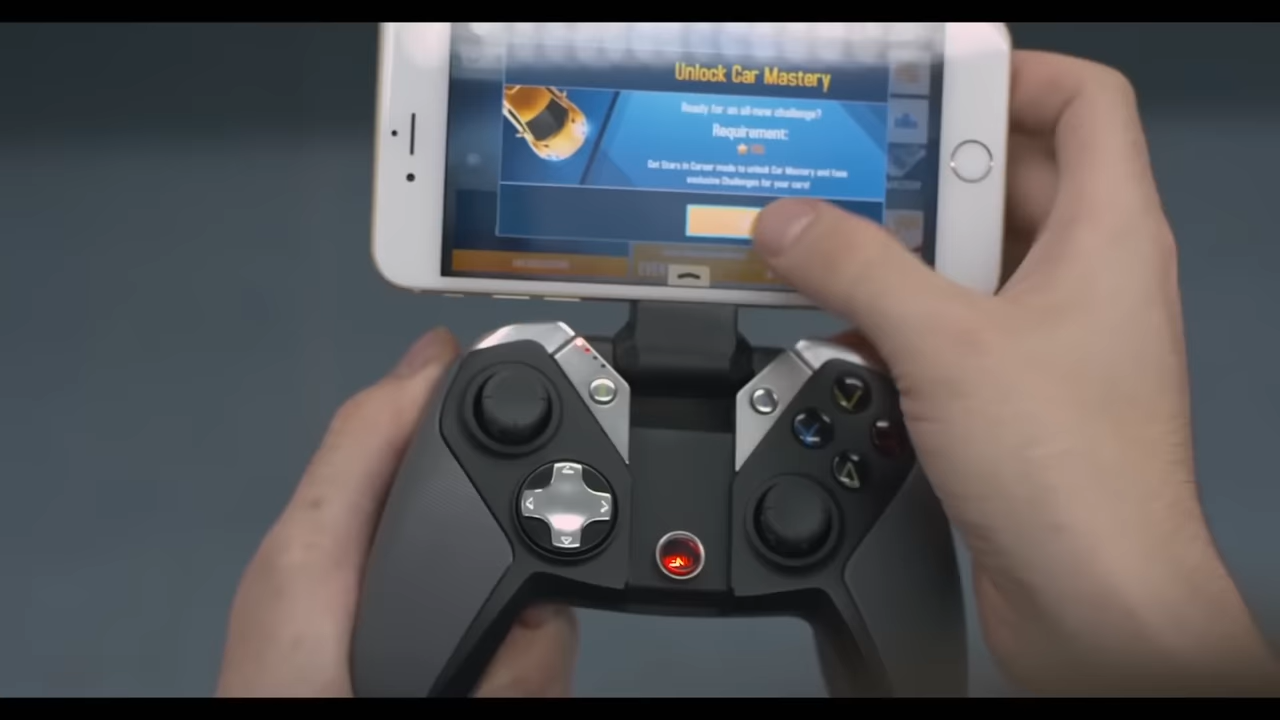 Unlock Car Mastery
Ready for an all-new challenge?
Requirement:
Get Stars in Career mode to unlock Car Mastery and face
exclusive Challenges for your cars!
EVEN